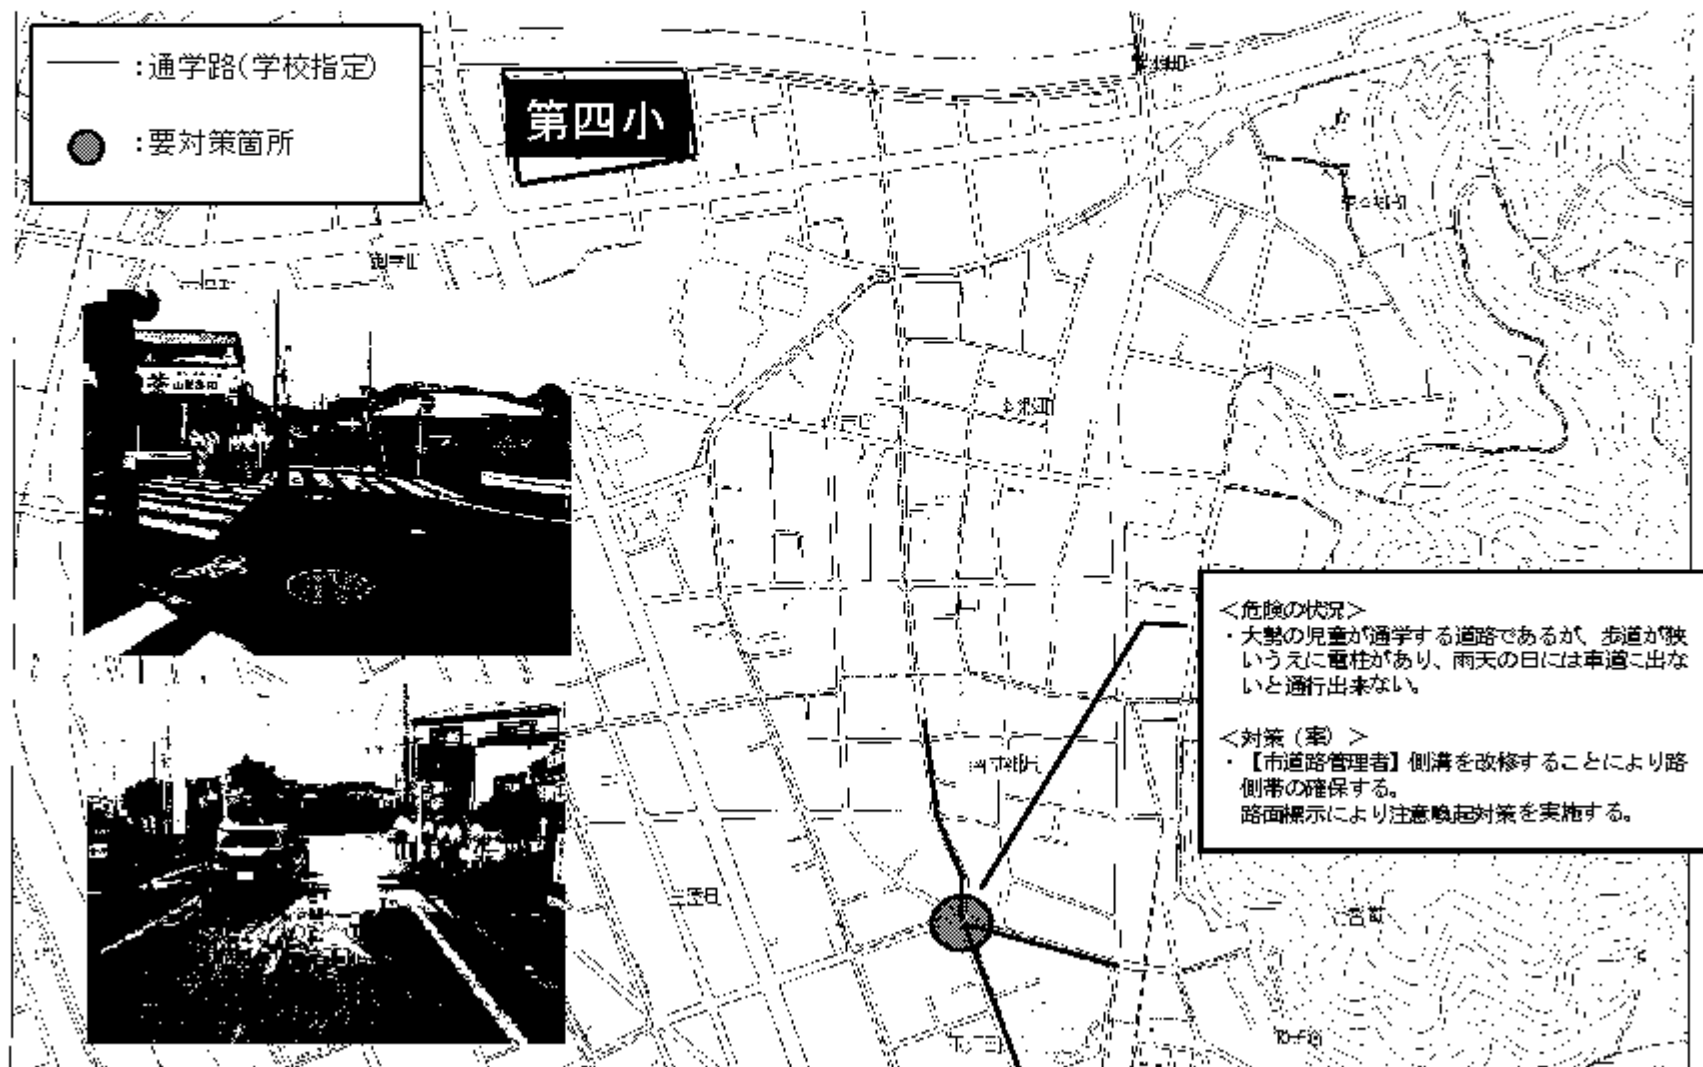 ：通学路(学校指定)
：要対策箇所
第四小
＜危険の状況＞
・大勢の児童が通学する道路であるが、歩道が狭
いうえに電柱があり、雨天の日には車道に出な
いと通行出来ない。
＜対策（案）＞
・【市道路管理者】側溝を改修することにより路
側帯の確保する。
路面標示により注意喚起対策を実施する。